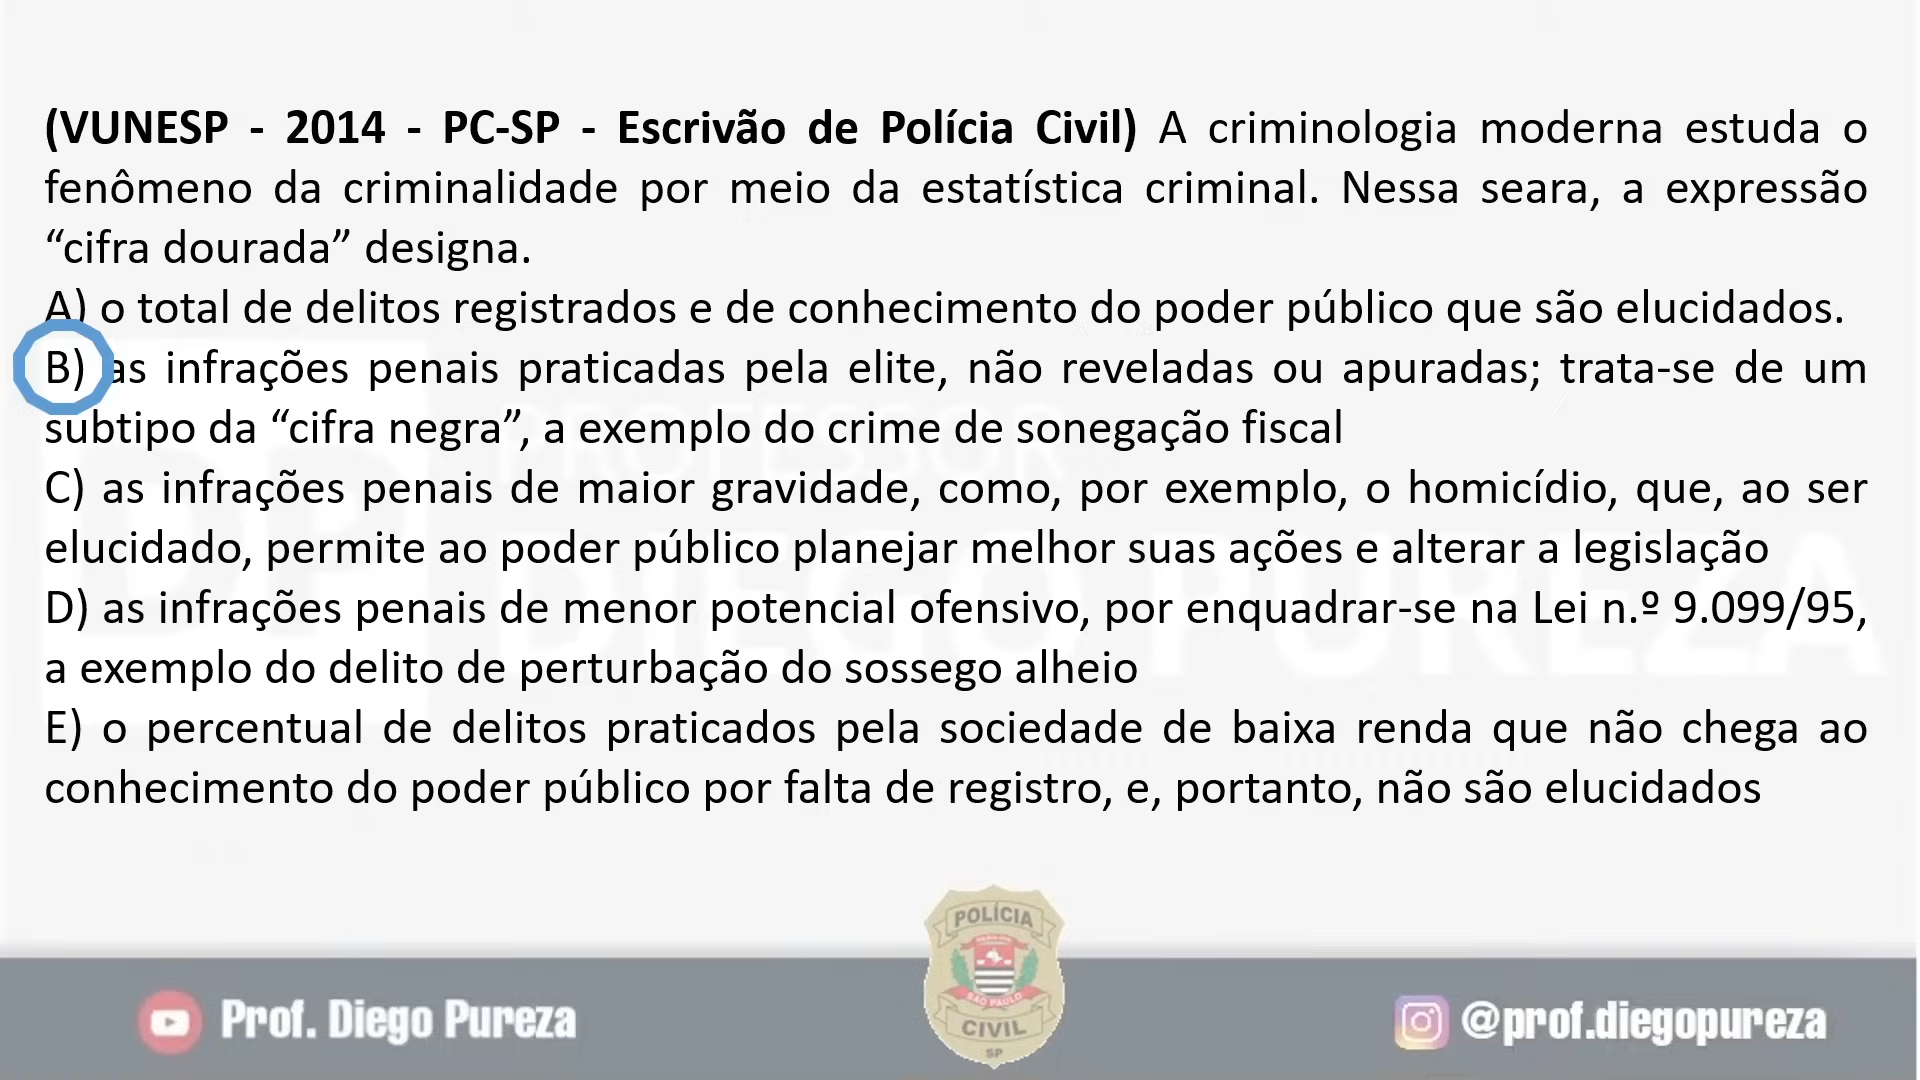 (VUNESP - 2014 - PC-SP - Escrivão de Polícia Civil) A criminologia moderna estuda o
fenômeno da criminalidade por meio da estatística criminal. Nessa seara, a expressão
“cifra dourada” designa.
A) o total de delitos registrados e de conhecimento do poder público que são elucidados.
B) as infrações penais praticadas pela elite, não reveladas ou apuradas; trata-se de um
subtipo da “cifra negra”, a exemplo do crime de sonegação fiscal
C) as infrações penais de maior gravidade, como, por exemplo, o homicídio, que, ao ser
elucidado, permite ao poder público planejar melhor suas ações e alterar a legislação
D) as infrações penais de menor potencial ofensivo, por enquadrar-se na Lei n.º 9.099/95,
a exemplo do delito de perturbação do sossego alheio
E) o percentual de delitos praticados pela sociedade de baixa renda que não chega ao
conhecimento do poder público por falta de registro, e, portanto, não são elucidados
PROFESSOR
DIEGO PUREZA
DP
POLÍCIA
SÃO PAULO
CIVIL
SP
Prof. Diego Pureza
@prof.diegopureza